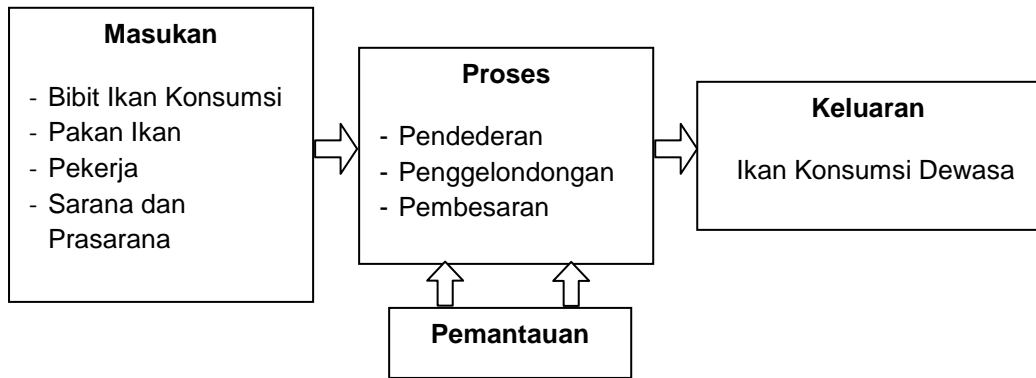 Masukan
- Bibit Ikan Konsumsi
- Pakan Ikan
- Pekerja
- Sarana dan
Prasarana
Proses
- Pendederan
- Penggelondongan
- Pembesaran
Keluaran
Ikan Konsumsi Dewasa
Pemantauan